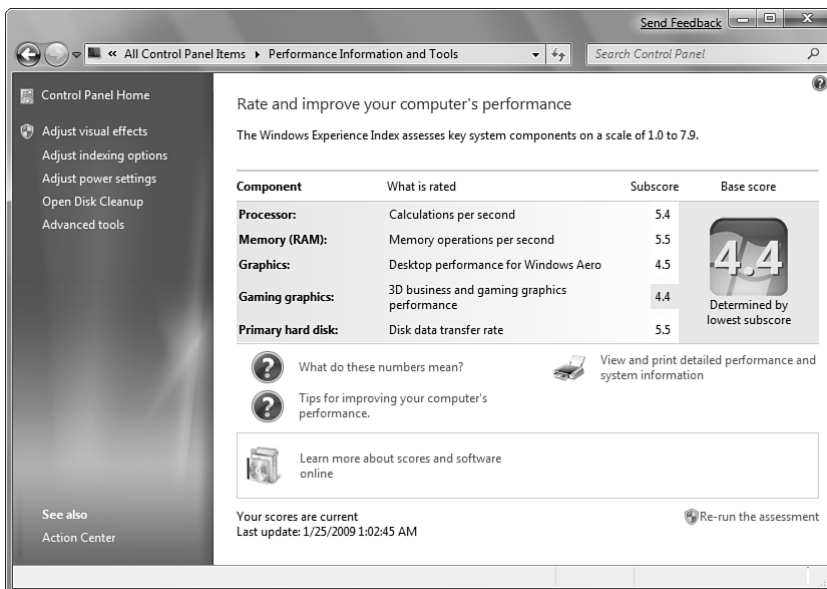 Send Feedback
« All Control Panel Items ▸ Performance Information and Tools
Search Control Panel
Control Panel Home
Adjust visual effects
Adjust indexing options
Adjust power settings
Open Disk Cleanup
Advanced tools
See also
Action Center
Rate and improve your computer's performance
The Windows Experience Index assesses key system components on a scale of 1.0 to 7.9.
Component What is rated Subscore Base score
Processor: Calculations per second 5.4
Memory (RAM): Memory operations per second 5.5
Graphics: Desktop performance for Windows Aero 4.5
Gaming graphics: 3D business and gaming graphics
performance 4.4
Primary hard disk: Disk data transfer rate 5.5
4.4
Determined by
lowest subscore
What do these numbers mean?
View and print detailed performance and
system information
Tips for improving your computer's
performance.
Learn more about scores and software
online
Your scores are current
Last update: 1/25/2009 1:02:45 AM
Re-run the assessment